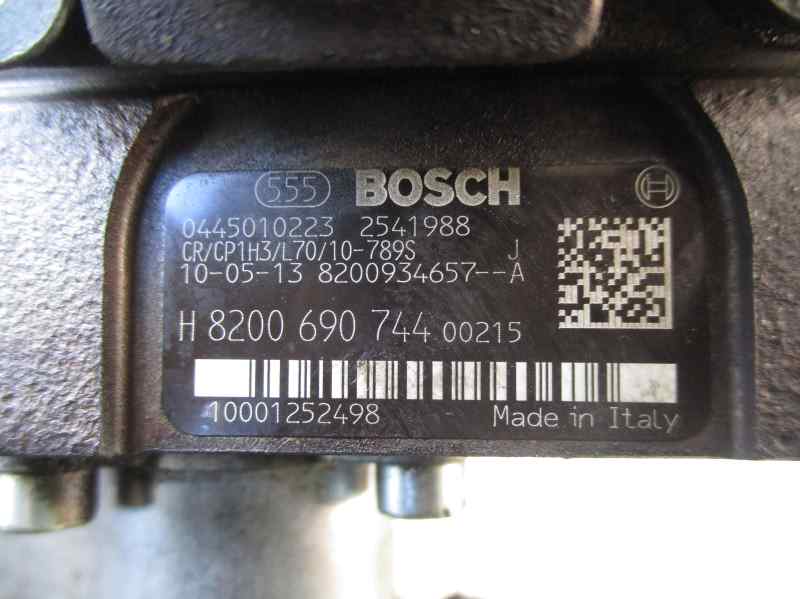 555 BOSCH H
0445010223 2541988
CR/CP1H3/L70/10-789S J
10-05-13 8200934657--A
H 8200 690 744 00215
10001252498 Made in Italy